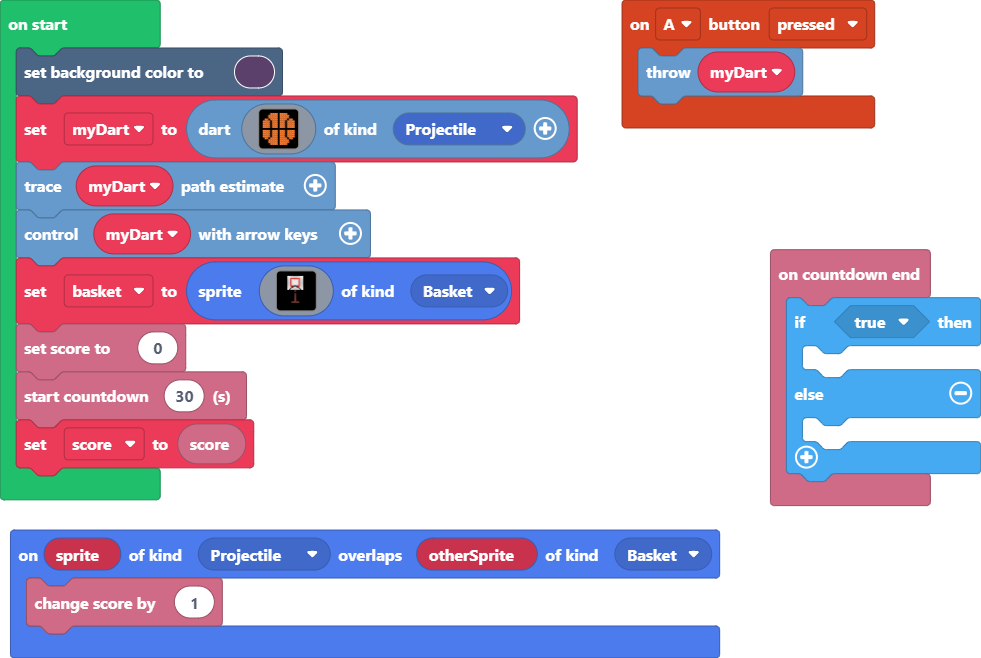 on start
set background color to
set myDart to dart of kind Projectile
trace myDart path estimate
control myDart with arrow keys
set basket to sprite of kind Basket
set score to 0
start countdown 30 (s)
set score to score
on A button pressed
throw myDart
on countdown end
if true then
else
on sprite of kind Projectile overlaps otherSprite of kind Basket
change score by 1